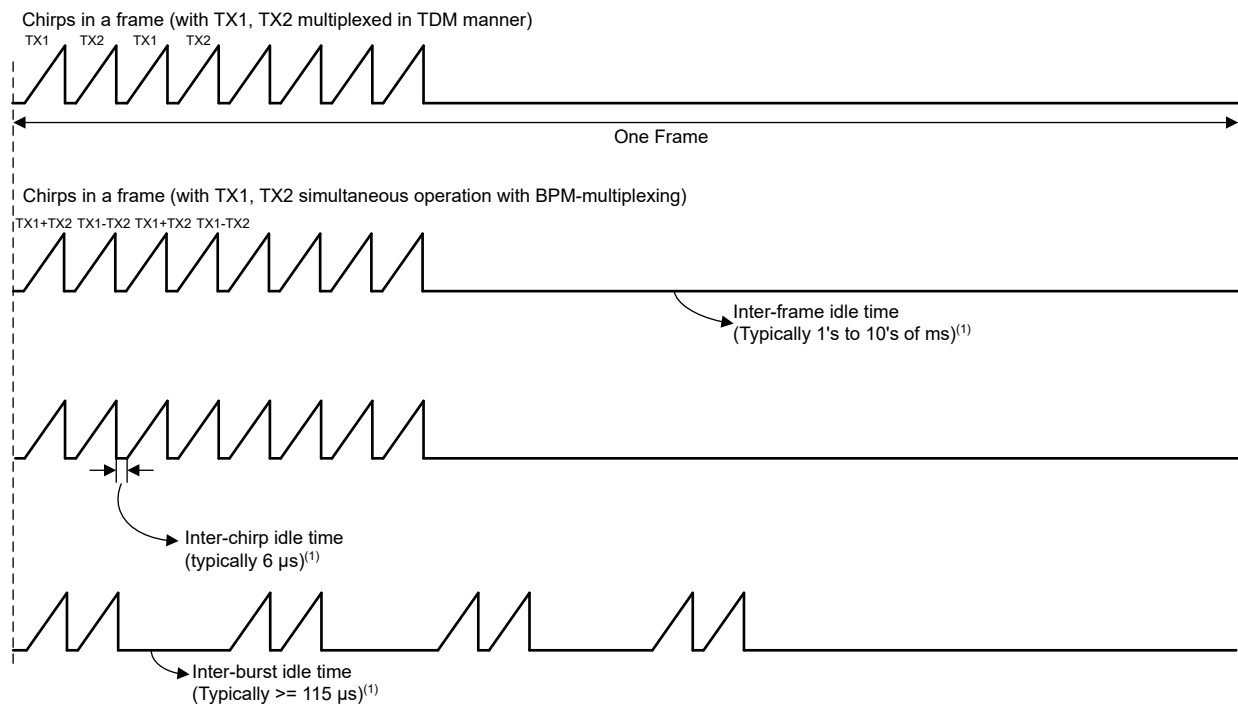 Chirps in a frame (with TX1, TX2 multiplexed in TDM manner)
TX1 TX2 TX1 TX2
One Frame
Chirps in a frame (with TX1, TX2 simultaneous operation with BPM-multiplexing)
TX1+TX2 TX1-TX2 TX1+TX2 TX1-TX2
Inter-frame idle time
(Typically 1's to 10's of ms)(1)
Inter-chirp idle time
(typically 6 µs)(1)
Inter-burst idle time
(Typically >= 115 µs)(1)